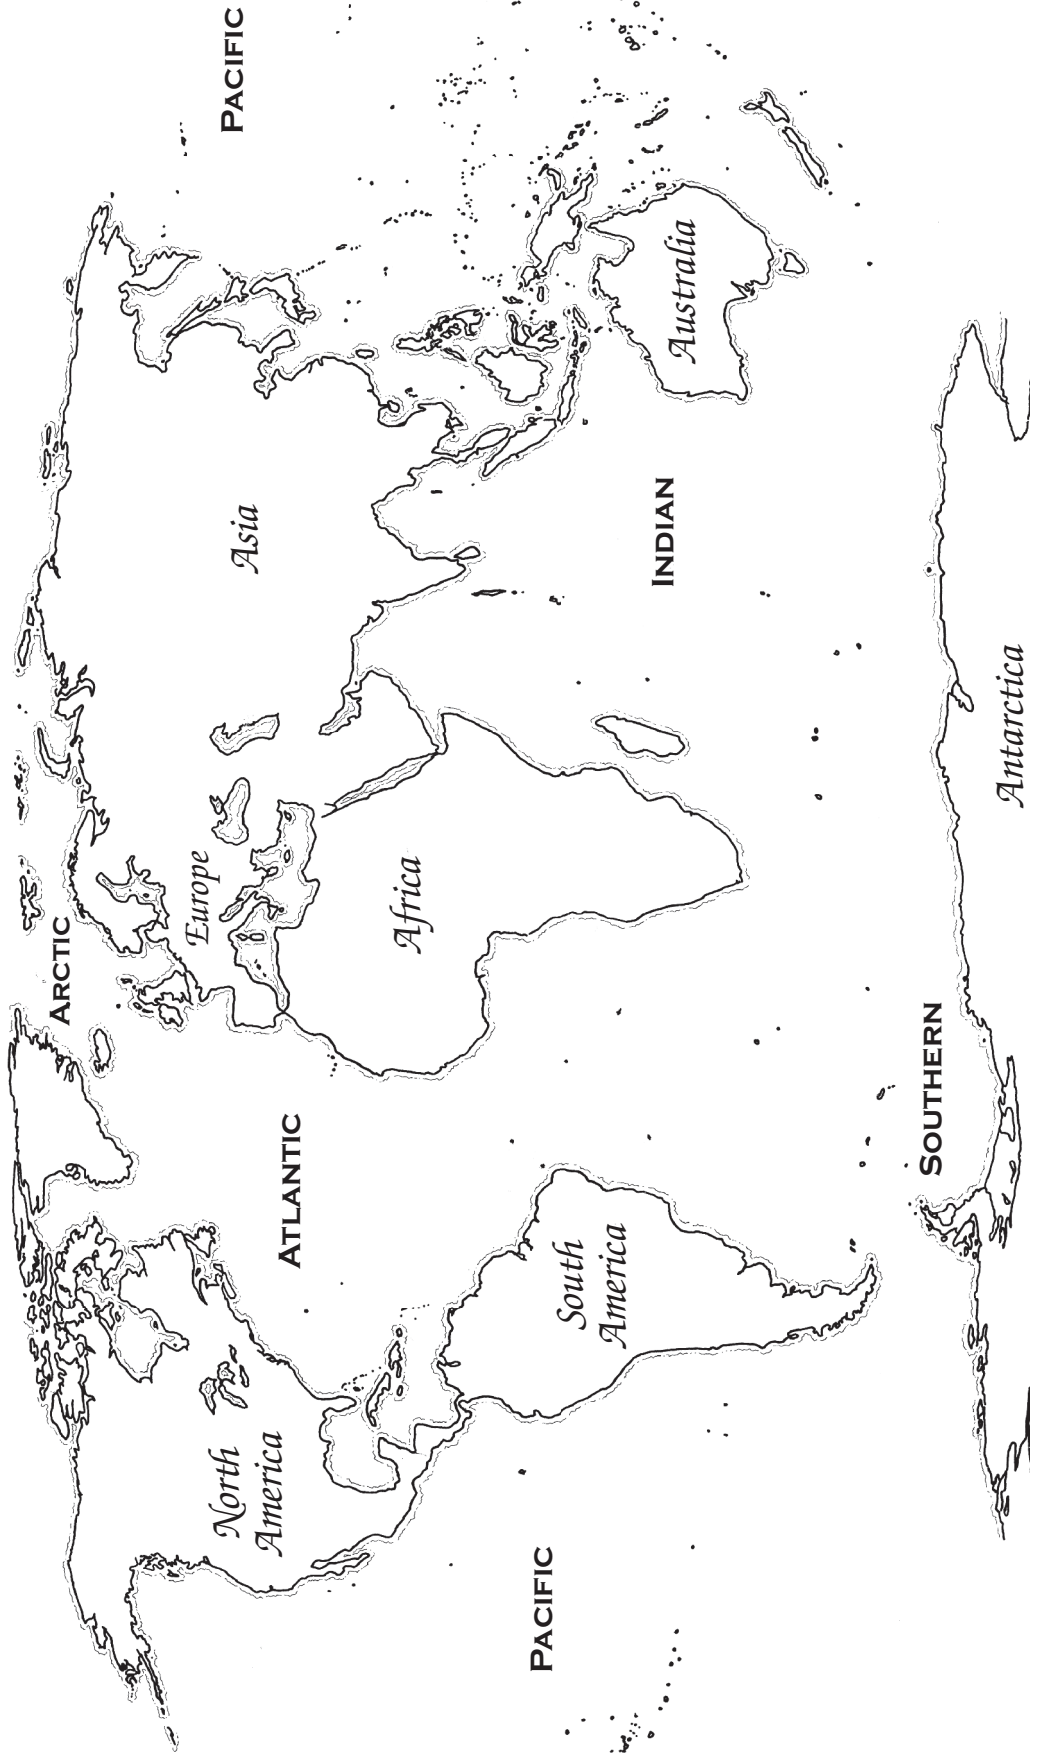 ARCTIC
North
America
Europe
Asia
PACIFIC
ATLANTIC
Africa
PACIFIC
South
America
INDIAN
Australia
SOUTHERN
Antarctica